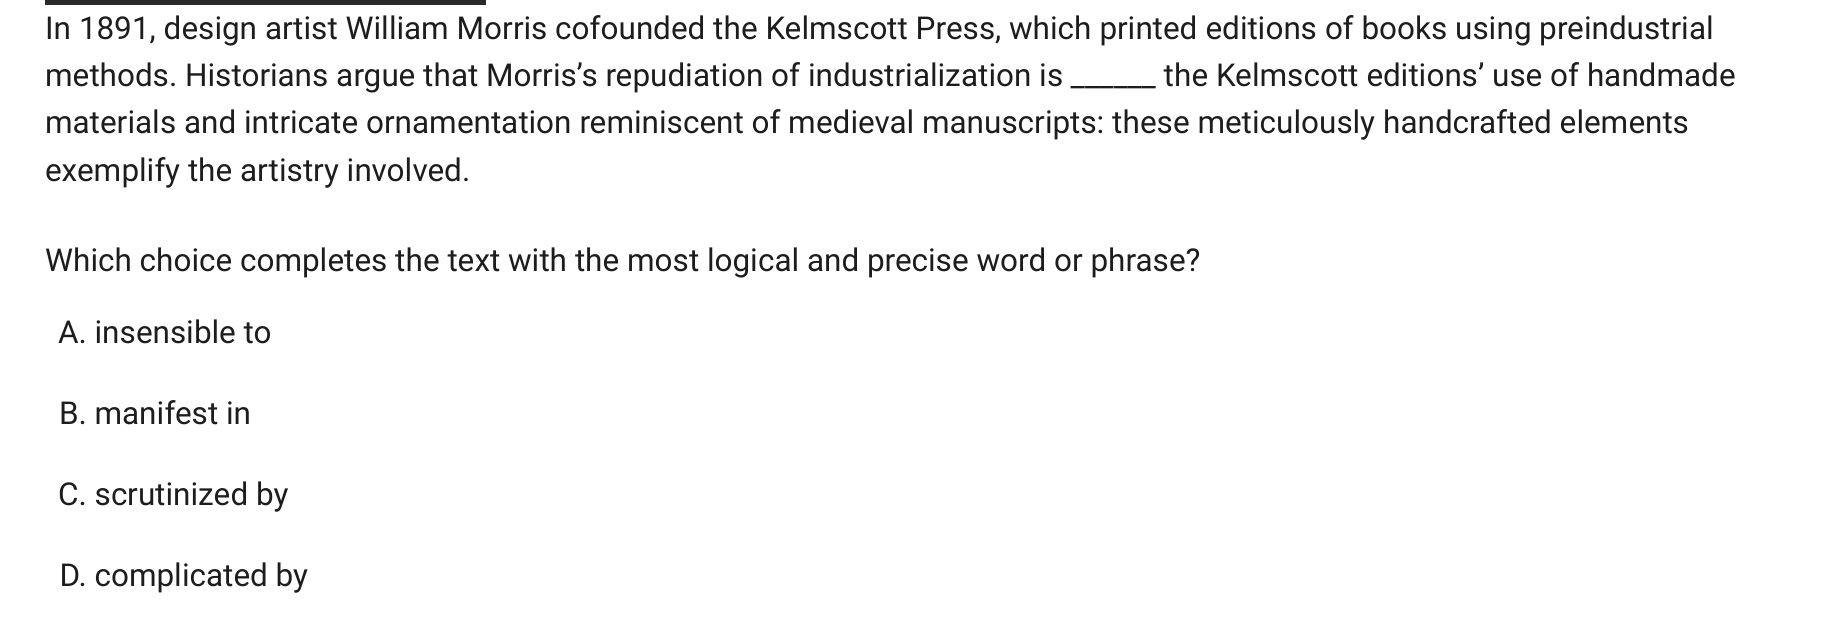 In 1891, design artist William Morris cofounded the Kelmscott Press, which printed editions of books using preindustrial
methods. Historians argue that Morris’s repudiation of industrialization is ______ the Kelmscott editions’ use of handmade
materials and intricate ornamentation reminiscent of medieval manuscripts: these meticulously handcrafted elements
exemplify the artistry involved.
Which choice completes the text with the most logical and precise word or phrase?
A. insensible to
B. manifest in
C. scrutinized by
D. complicated by